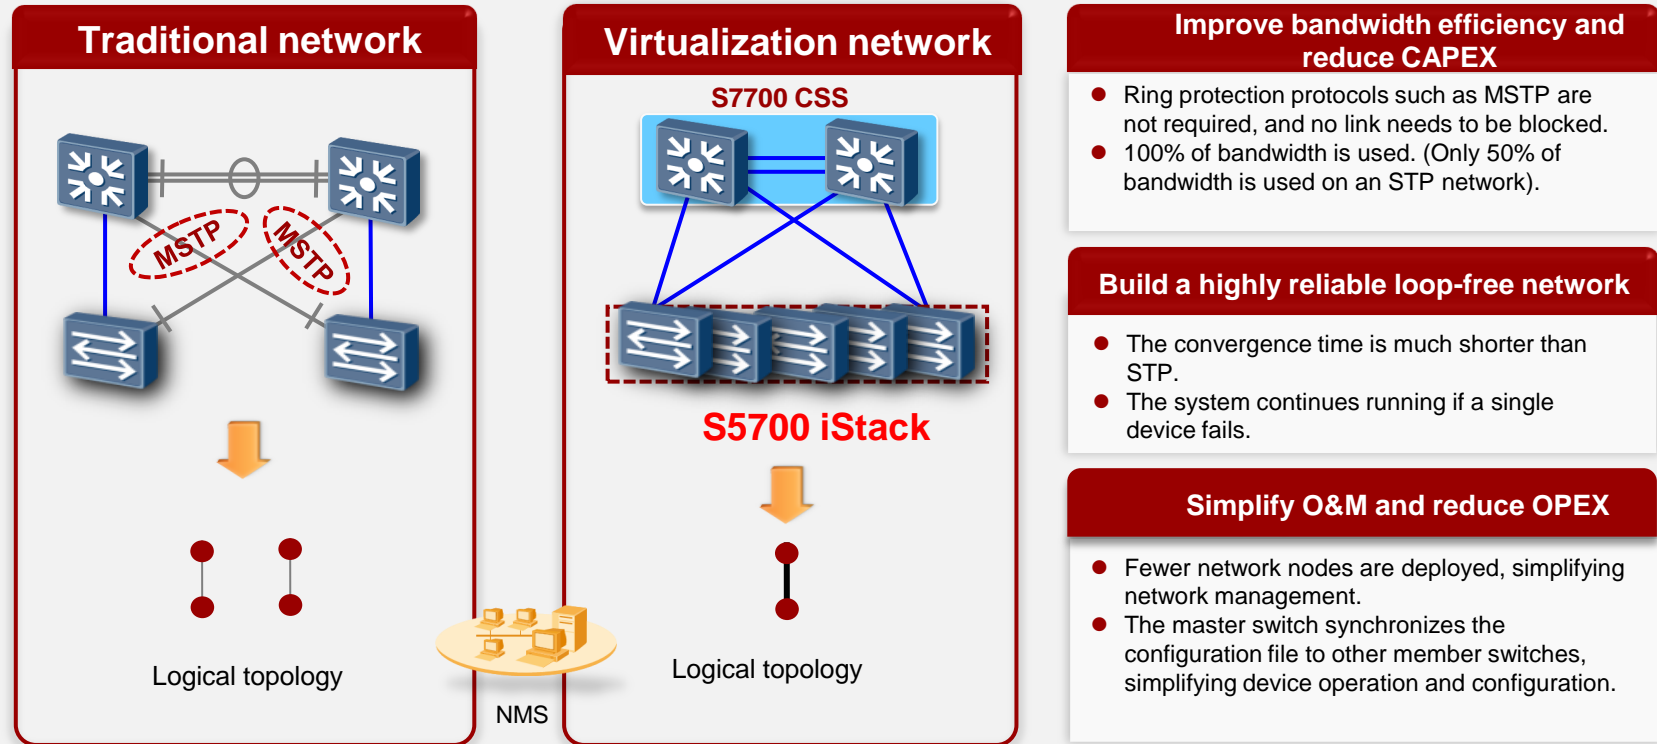 Traditional network
MSTP
MSTP
Logical topology
NMS
Virtualization network
S7700 CSS
S5700 iStack
Logical topology
Improve bandwidth efficiency and
reduce CAPEX
Ring protection protocols such as MSTP are
not required, and no link needs to be blocked.
100% of bandwidth is used. (Only 50% of
bandwidth is used on an STP network).
Build a highly reliable loop-free network
The convergence time is much shorter than
STP.
The system continues running if a single
device fails.
Simplify O&M and reduce OPEX
Fewer network nodes are deployed, simplifying
network management.
The master switch synchronizes the
configuration file to other member switches,
simplifying device operation and configuration.